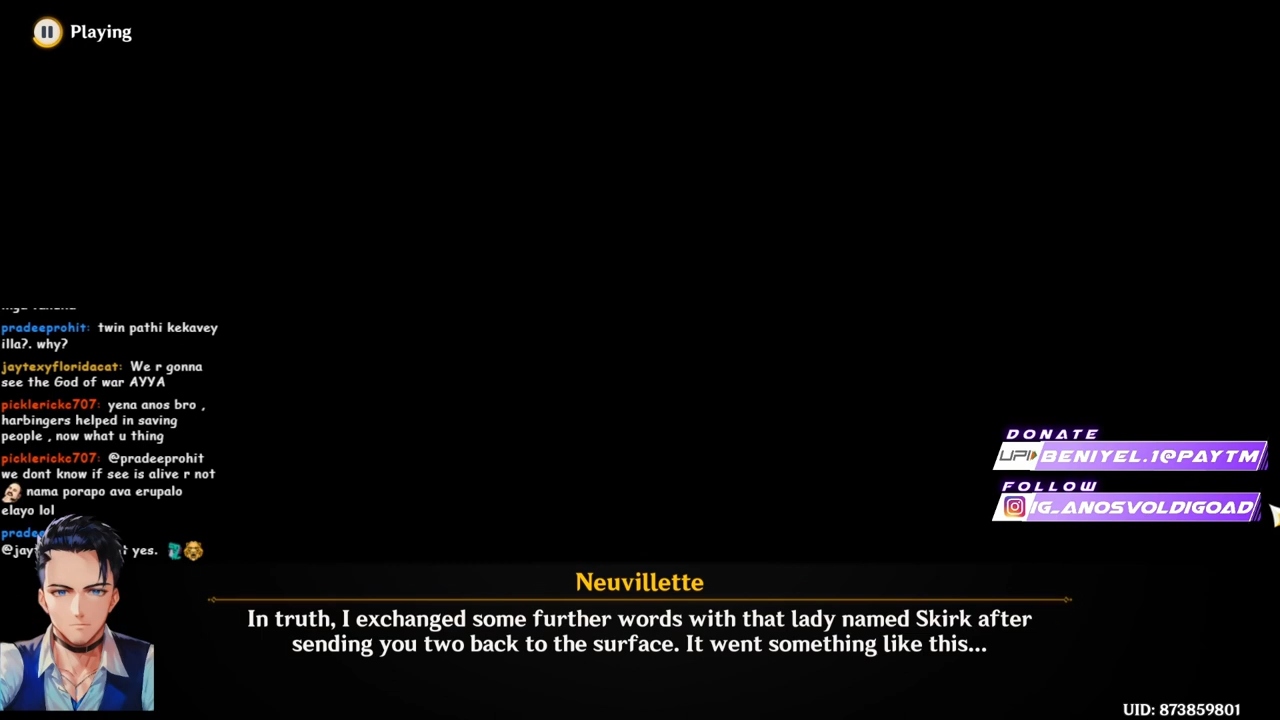 Playing
pradeeprohit: twin pathi kekavey
illa?. why?
jaytexyfloridacat: We r gonna
see the God of war AYYA
picklerickc707: yena anos bro ,
harbingers helped in saving
people , now what u thing
picklerickc707: @pradeeprohit
we dont know if see is alive r not
nama porapo ava erupalo
elayo lol
yes.
DONATE
UPI BENIYEL.1@PAYTM
FOLLOW
IG_ANOSVOLDIGOAD
Neuvillette
In truth, I exchanged some further words with that lady named Skirk after
sending you two back to the surface. It went something like this...
UID: 873859801